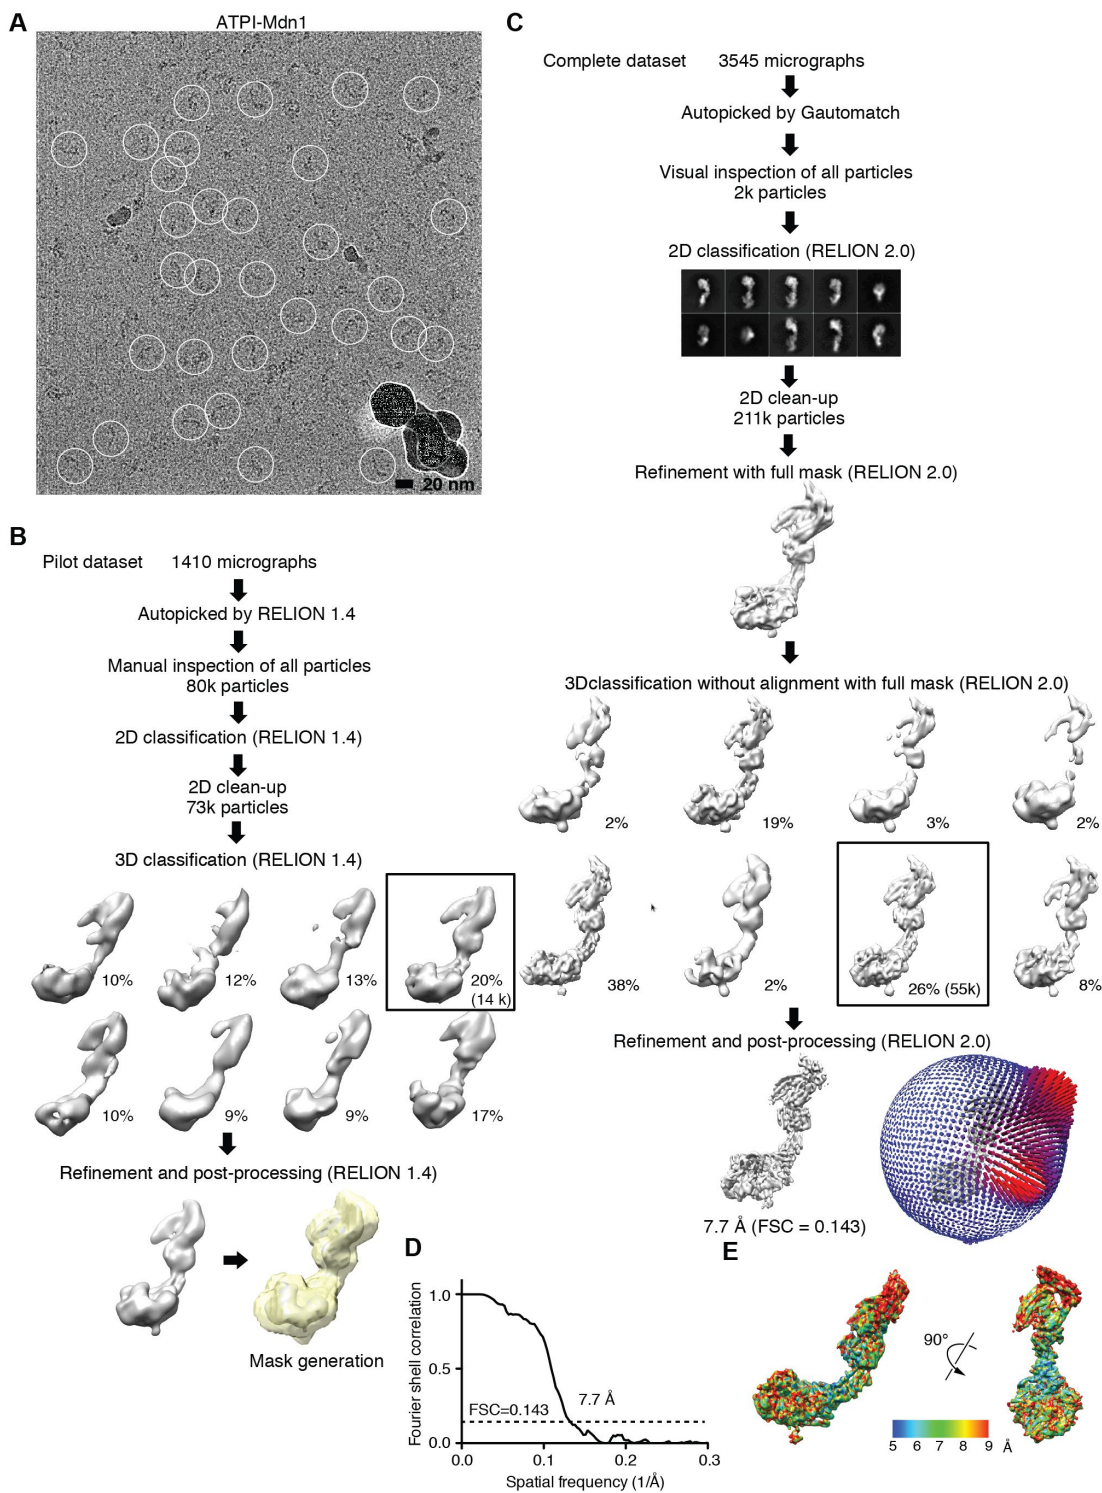 A
ATPI-Mdn1
20 nm
B
Pilot dataset 1410 micrographs
Autopicked by RELION 1.4
Manual inspection of all particles
80k particles
2D classification (RELION 1.4)
2D clean-up
73k particles
3D classification (RELION 1.4)
10%
12%
13%
20%
(14 k)
10%
9%
9%
17%
Refinement and post-processing (RELION 1.4)
Mask generation
C
Complete dataset 3545 micrographs
Autopicked by Gautomatch
Visual inspection of all particles
2k particles
2D classification (RELION 2.0)
2D clean-up
211k particles
Refinement with full mask (RELION 2.0)
3Dclassification without alignment with full mask (RELION 2.0)
2%
19%
3%
2%
38%
2%
26% (55k)
8%
Refinement and post-processing (RELION 2.0)
7.7 Å (FSC = 0.143)
D
Fourier shell correlation
1.0
0.5
0.0
FSC=0.143
7.7 Å
0.0 0.1 0.2 0.3
Spatial frequency (1/Å)
E
90°
5 6 7 8 9 Å